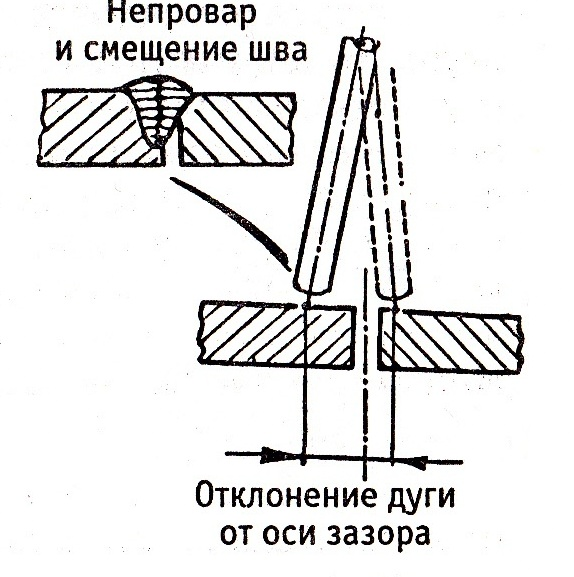 Непровар
и смещение шва
Отклонение дуги
от оси зазора